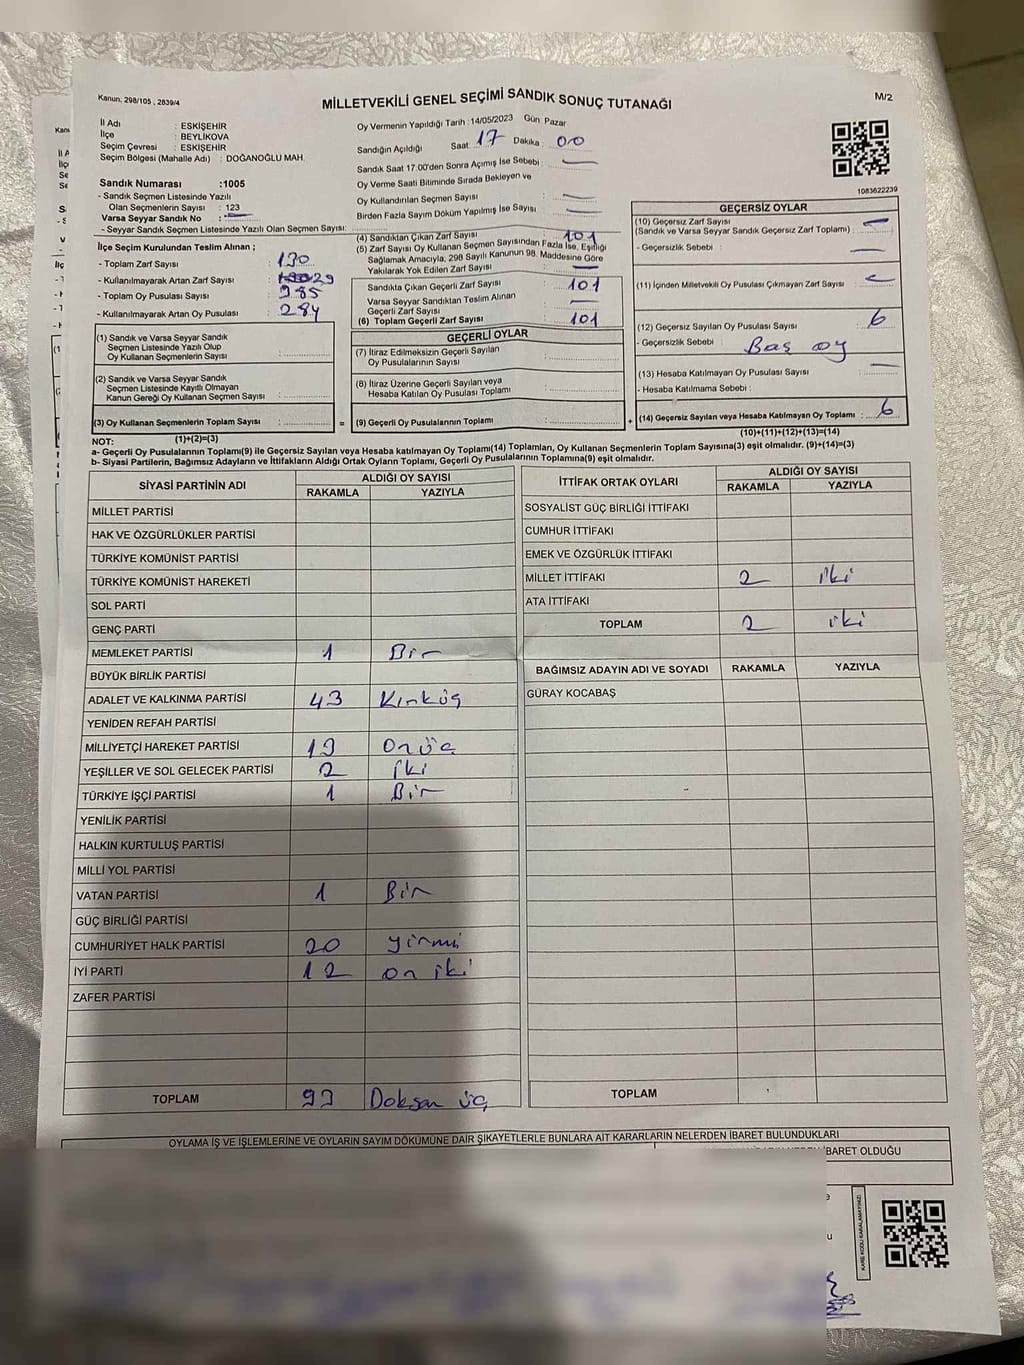 Kanun, 298/105 , 2839/4
MİLLETVEKİLİ GENEL SEÇİMİ SANDIK SONUÇ TUTANAĞI
M/2
İl Adı : ESKİŞEHİR
İlçe : BEYLİKOVA
Seçim Çevresi : ESKİŞEHİR
Seçim Bölgesi (Mahalle Adı) : DOĞANOĞLU MAH.
Sandık Numarası :1005
- Sandık Seçmen Listesinde Yazılı
Olan Seçmenlerin Sayısı : 123
Varsa Seyyar Sandık No : —
- Seyyar Sandık Seçmen Listesinde Yazılı Olan Seçmen Sayısı:
Oy Vermenin Yapıldığı Tarih :14/05/2023 Gün Pazar
Sandığın Açıldığı Saat: 17 Dakika: 00
Sandık Saat 17:00'den Sonra Açımış İse Sebebi : —
Oy Verme Saati Bitiminde Sırada Bekleyen ve
Oy Kullandırılan Seçmen Sayısı : —
Birden Fazla Sayım Döküm Yapılmış İse Sayısı : —
1083622239
İlçe Seçim Kurulundan Teslim Alınan ;
- Toplam Zarf Sayısı : 130
- Kullanılmayarak Artan Zarf Sayısı : 29
- Toplam Oy Pusulası Sayısı : 385
- Kullanılmayarak Artan Oy Pusulası : 284
(4) Sandıktan Çıkan Zarf Sayısı : 101
(5) Zarf Sayısı Oy Kullanan Seçmen Sayısından Fazla İse, Eşitliği
Sağlamak Amacıyla, 298 Sayılı Kanunun 98. Maddesine Göre
Yakılarak Yok Edilen Zarf Sayısı : —
Sandıkta Çıkan Geçerli Zarf Sayısı : 101
Varsa Seyyar Sandıktan Teslim Alınan
Geçerli Zarf Sayısı : —
(6) Toplam Geçerli Zarf Sayısı : 101
GEÇERSİZ OYLAR
(10) Geçersiz Zarf Sayısı
(Sandık ve Varsa Seyyar Sandık Geçersiz Zarf Toplamı) : —
- Geçersizlik Sebebi : —
(11) İçinden Milletvekili Oy Pusulası Çıkmayan Zarf Sayısı : —
(12) Geçersiz Sayılan Oy Pusulası Sayısı : 6
- Geçersizlik Sebebi : Boş oy
(13) Hesaba Katılmayan Oy Pusulası Sayısı : —
- Hesaba Katılmama Sebebi :
(14) Geçersiz Sayılan veya Hesaba Katılmayan Oy Toplamı : 6
(10)+(11)+(12)+(13)=(14)
(1) Sandık ve Varsa Seyyar Sandık
Seçmen Listesinde Yazılı Olup
Oy Kullanan Seçmenlerin Sayısı :
(2) Sandık ve Varsa Seyyar Sandık
Seçmen Listesinde Kayıtlı Olmayan
Kanun Gereği Oy Kullanan Seçmen Sayısı :
(3) Oy Kullanan Seçmenlerin Toplam Sayısı :
(1)+(2)=(3)
=
GEÇERLİ OYLAR
(7) İtiraz Edilmeksizin Geçerli Sayılan
Oy Pusulalarının Sayısı :
(8) İtiraz Üzerine Geçerli Sayılan veya
Hesaba Katılan Oy Pusulası Toplamı :
(9) Geçerli Oy Pusulalarının Toplamı :
+
NOT:
a- Geçerli Oy Pusulalarının Toplamı(9) ile Geçersiz Sayılan veya Hesaba katılmayan Oy Toplamı(14) Toplamları, Oy Kullanan Seçmenlerin Toplam Sayısına(3) eşit olmalıdır. (9)+(14)=(3)
b- Siyasi Partilerin, Bağımsız Adayların ve İttifakların Aldığı Ortak Oyların Toplamı, Geçerli Oy Pusulalarının Toplamına(9) eşit olmalıdır.
SİYASİ PARTİNİN ADI ALDIĞI OY SAYISI
RAKAMLA YAZIYLA
MİLLET PARTİSİ
HAK VE ÖZGÜRLÜKLER PARTİSİ
TÜRKİYE KOMÜNİST PARTİSİ
TÜRKİYE KOMÜNİST HAREKETİ
SOL PARTİ
GENÇ PARTİ
MEMLEKET PARTİSİ 1 Bir
BÜYÜK BİRLİK PARTİSİ
ADALET VE KALKINMA PARTİSİ 43 Kırküç
YENİDEN REFAH PARTİSİ
MİLLİYETÇİ HAREKET PARTİSİ 13 Onüç
YEŞİLLER VE SOL GELECEK PARTİSİ 2 iki
TÜRKİYE İŞÇİ PARTİSİ 1 Bir
YENİLİK PARTİSİ
HALKIN KURTULUŞ PARTİSİ
MİLLİ YOL PARTİSİ
VATAN PARTİSİ 1 Bir
GÜÇ BİRLİĞİ PARTİSİ
CUMHURİYET HALK PARTİSİ 20 yirmi
İYİ PARTİ 12 on iki
ZAFER PARTİSİ
TOPLAM 93 Doksan üç
İTTİFAK ORTAK OYLARI ALDIĞI OY SAYISI
RAKAMLA YAZIYLA
SOSYALİST GÜÇ BİRLİĞİ İTTİFAKI
CUMHUR İTTİFAKI
EMEK VE ÖZGÜRLÜK İTTİFAKI
MİLLET İTTİFAKI 2 iki
ATA İTTİFAKI
TOPLAM 2 iki
BAĞIMSIZ ADAYIN ADI VE SOYADI RAKAMLA YAZIYLA
GÜRAY KOCABAŞ
TOPLAM
OYLAMA İŞ VE İŞLEMLERİNE VE OYLARIN SAYIM DÖKÜMÜNE DAİR ŞİKAYETLERLE BUNLARA AİT KARARLARIN NELERDEN İBARET BULUNDUKLARI
İBARET OLDUĞU
KARE KODU KARALAMAYINIZ!